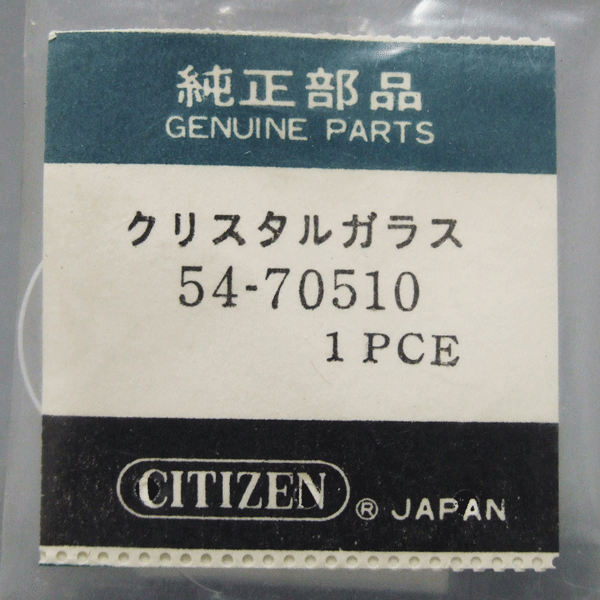 純正部品
GENUINE PARTS
クリスタルガラス
54-70510
1 PCE
CITIZEN ® JAPAN